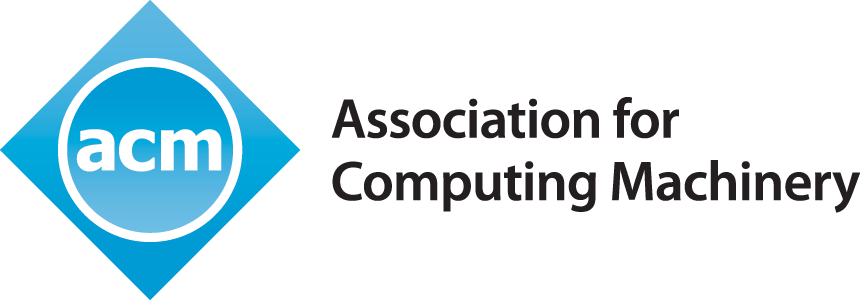 acm
Association for
Computing Machinery